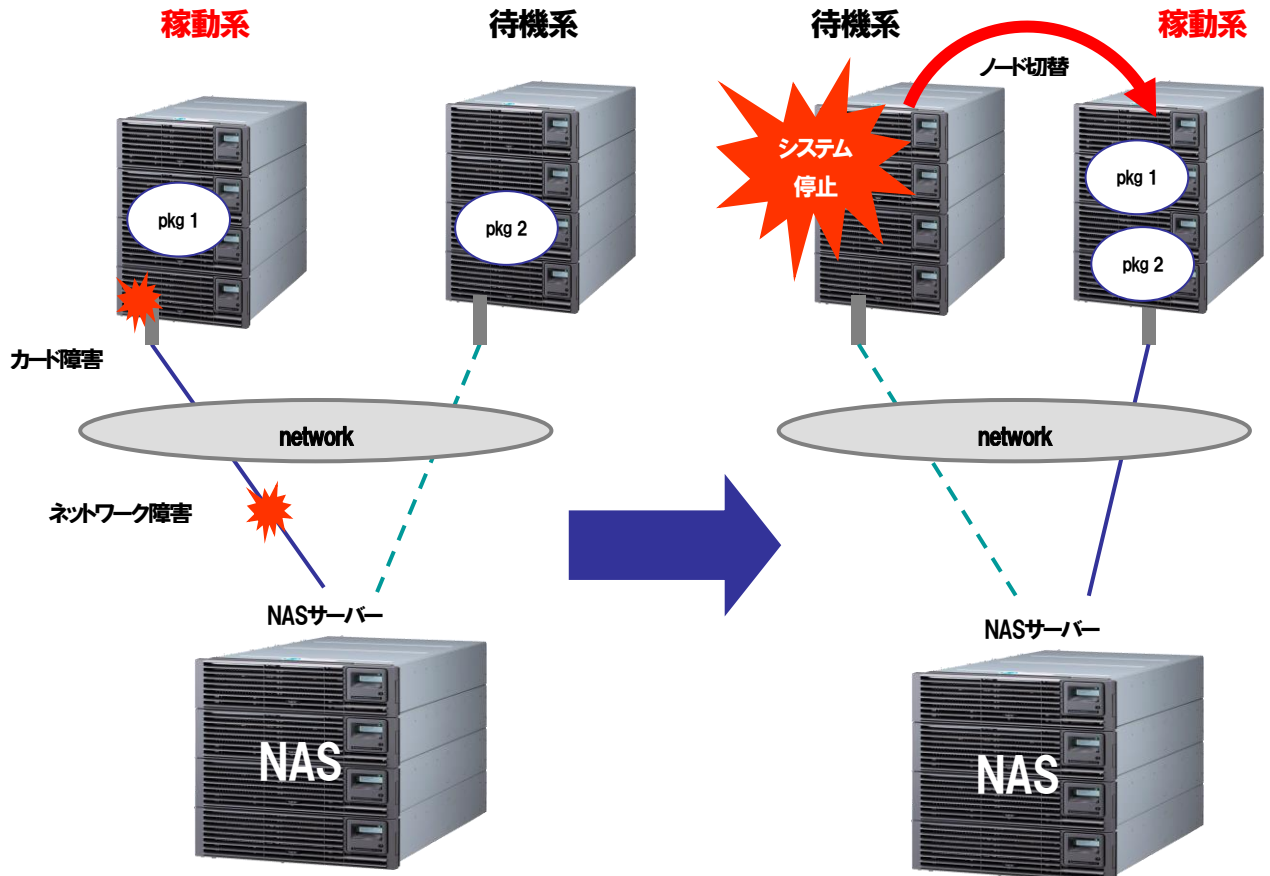 稼動系
待機系
pkg 1
pkg 2
カード障害
network
ネットワーク障害
NASサーバー
NAS
待機系
稼動系
ノード切替
システム
停止
pkg 1
pkg 2
network
NASサーバー
NAS